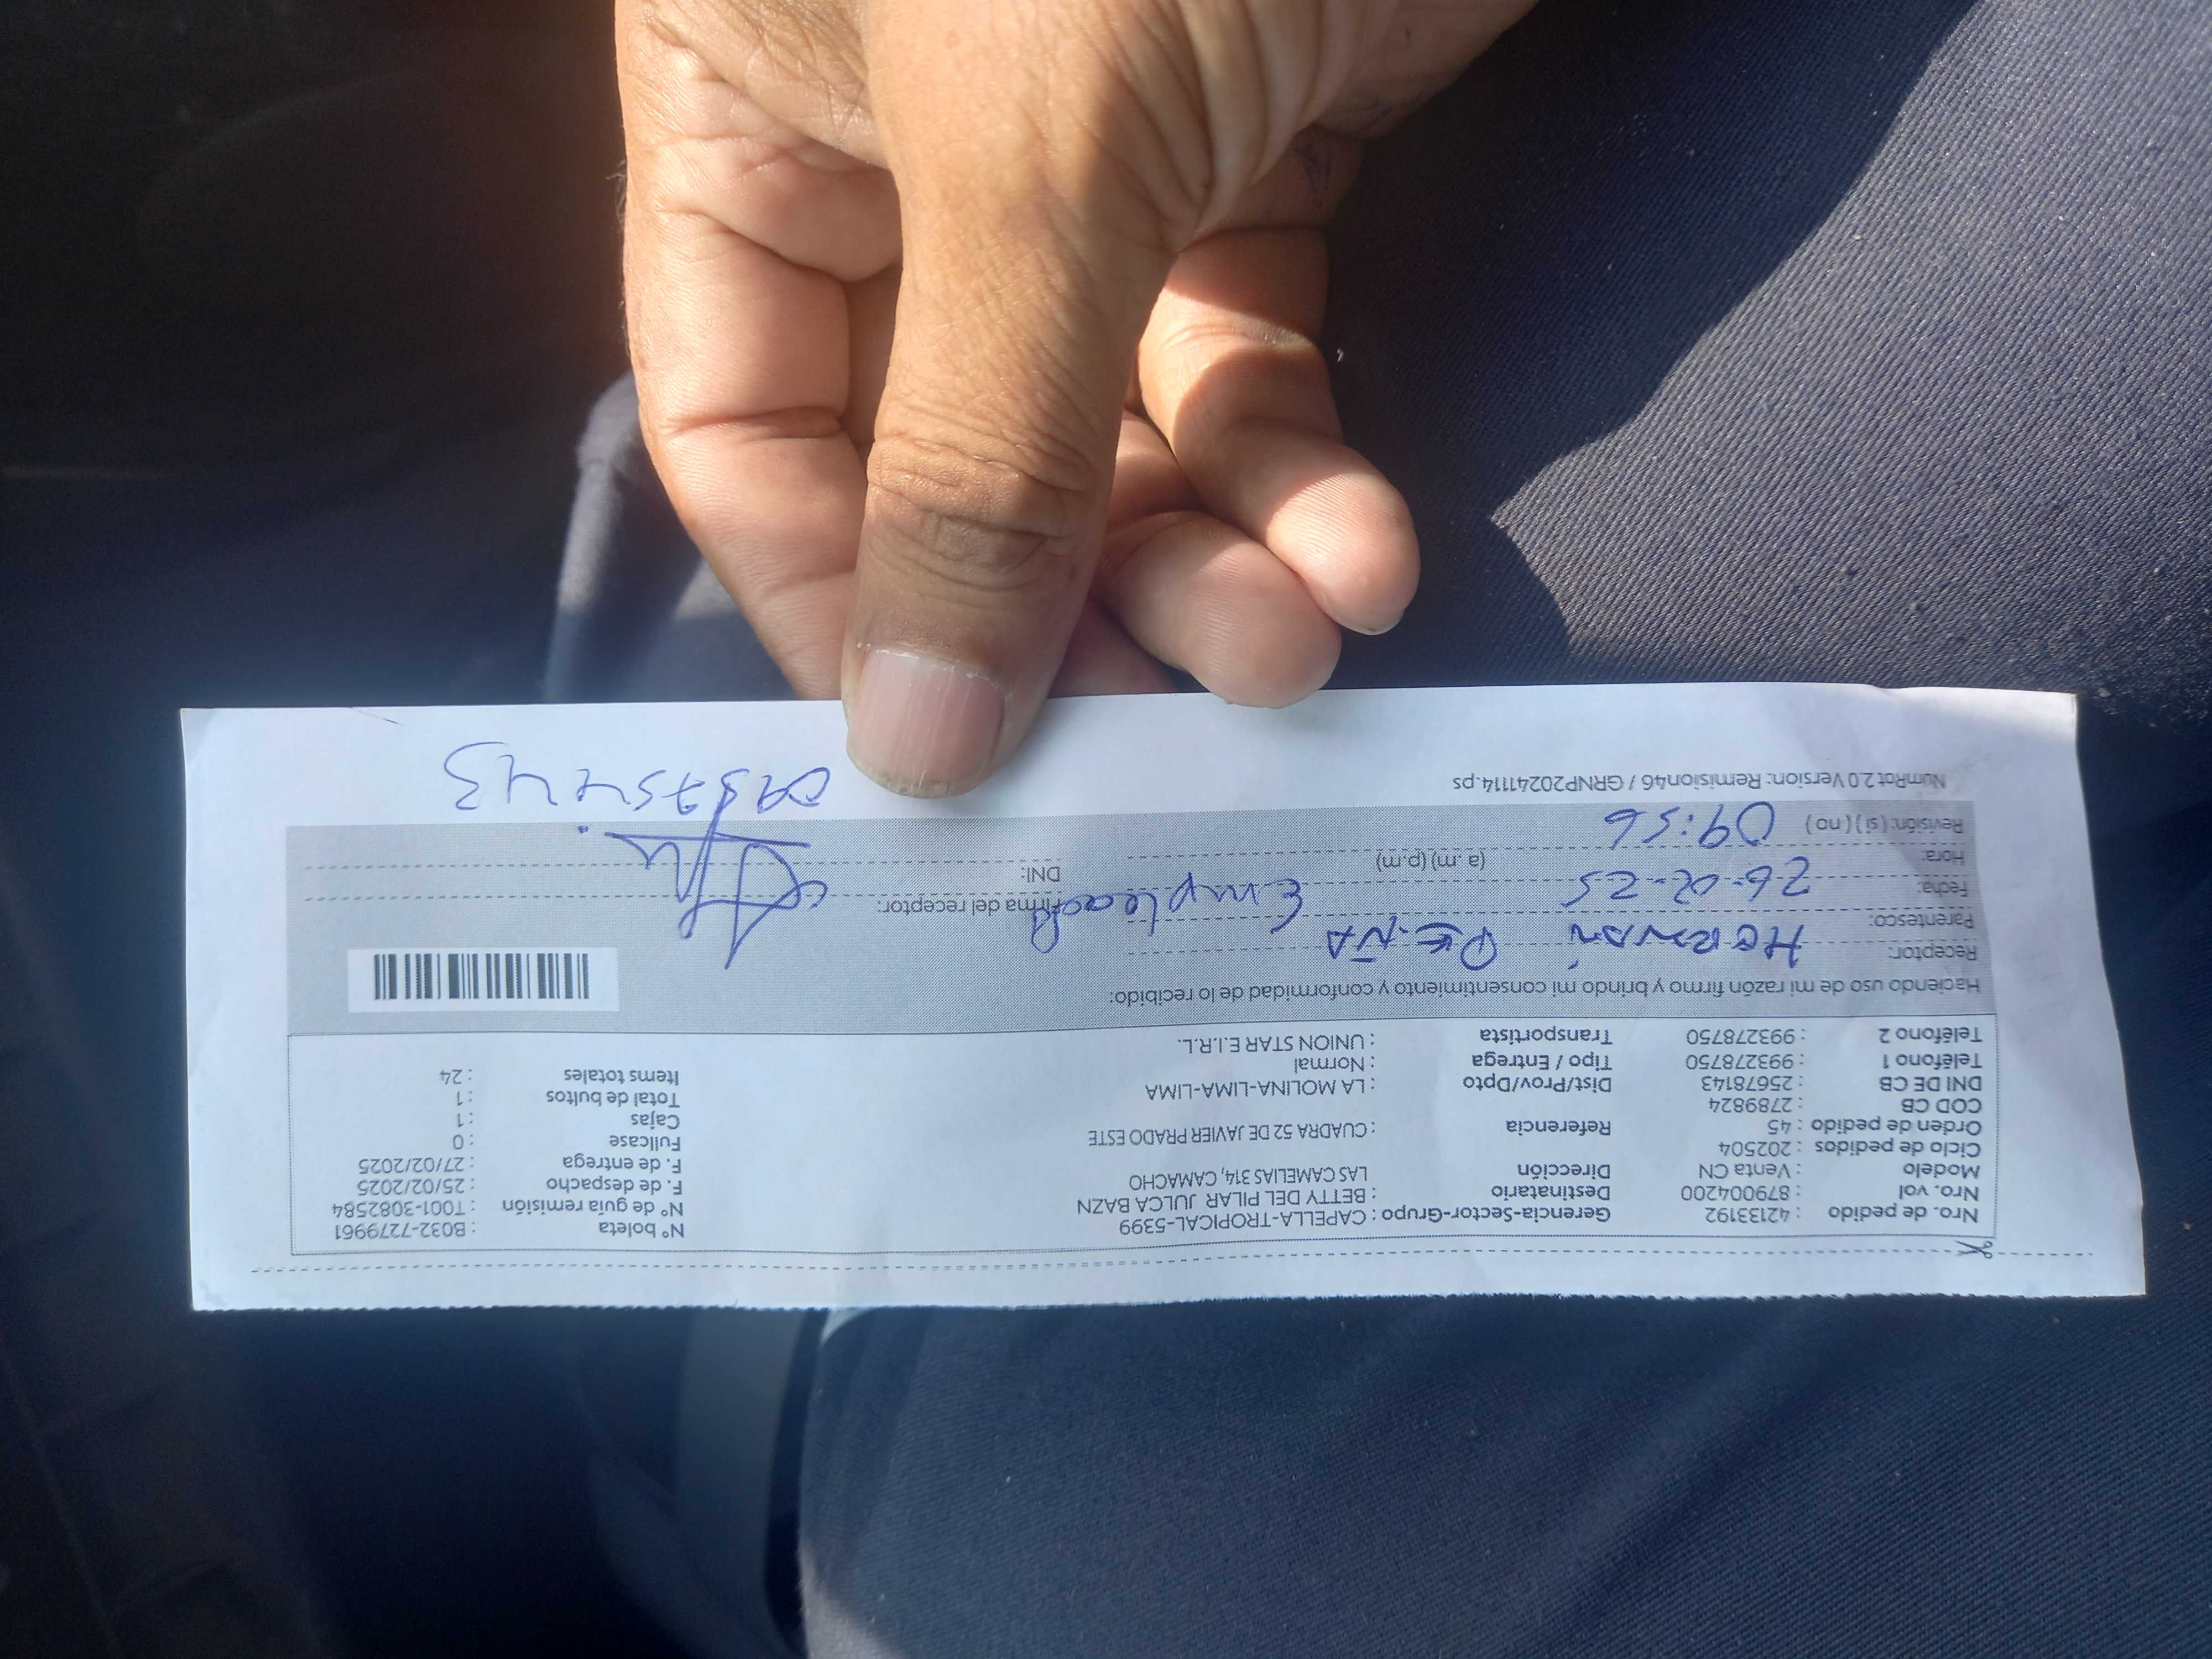 Nro. de pedido : 42133192 Gerencia-Sector-Grupo : CAPELLA-TROPICAL-5399 N° boleta : B032-7279961
Nro. vol : 879004200 Destinatario : BETTY DEL PILAR JULCA BAZN N° de guia remisión : T001-3082584
Modelo : Venta CN Dirección LAS CAMELIAS 314, CAMACHO F. de despacho : 25/02/2025
Ciclo de pedidos : 202504 F. de entrega : 27/02/2025
Orden de pedido : 45 Referencia : CUADRA 52 DE JAVIER PRADO ESTE Fullcase : 0
COD CB : 2789824 Cajas : 1
DNI DE CB : 25678143 Dist/Prov/Dpto : LA MOLINA-LIMA-LIMA Total de bultos : 1
Teléfono 1 : 993278750 Tipo / Entrega : Normal Items totales : 24
Teléfono 2 : 993278750 Transportista : UNION STAR E.I.R.L.
Haciendo uso de mi razón firmo y brindo mi consentimiento y conformidad de lo recibido:
Receptor: HERNÁN PEÑA
Parentesco: Empleado Firma del receptor:
Fecha: 26-02-25
Hora: (a.m) (p.m) DNI:
Revisión: ( si ) ( no ) 09:56
NumRot 2.0 Version: Remision46 / GRNP20241114.ps